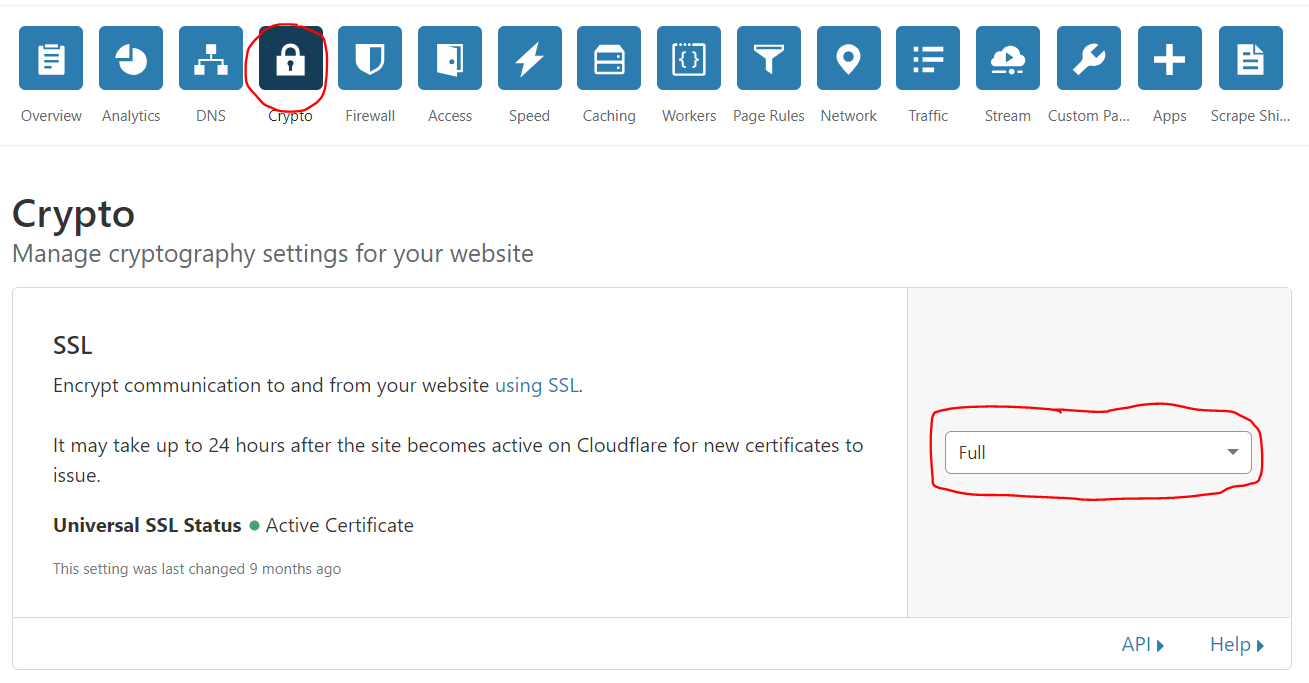 Overview Analytics DNS Crypto Firewall Access Speed Caching Workers Page Rules Network Traffic Stream Custom Pa... Apps Scrape Shi...
Crypto
Manage cryptography settings for your website
SSL
Encrypt communication to and from your website using SSL.
It may take up to 24 hours after the site becomes active on Cloudflare for new certificates to
issue.
Universal SSL Status Active Certificate
This setting was last changed 9 months ago
Full
API
Help